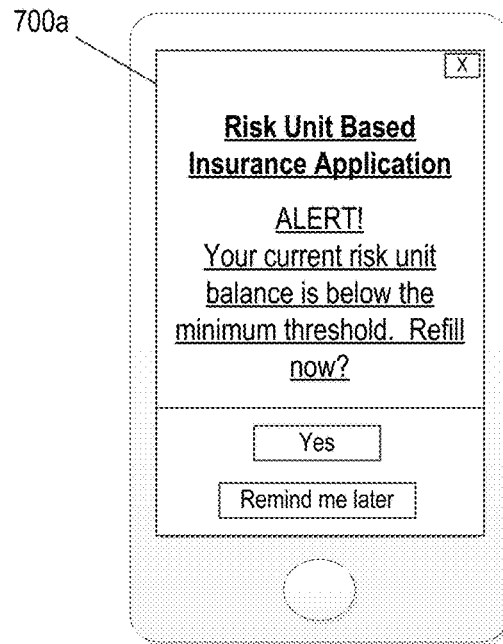 700a
X
Risk Unit Based
Insurance Application
ALERT!
Your current risk unit
balance is below the
minimum threshold. Refill
now?
Yes
Remind me later